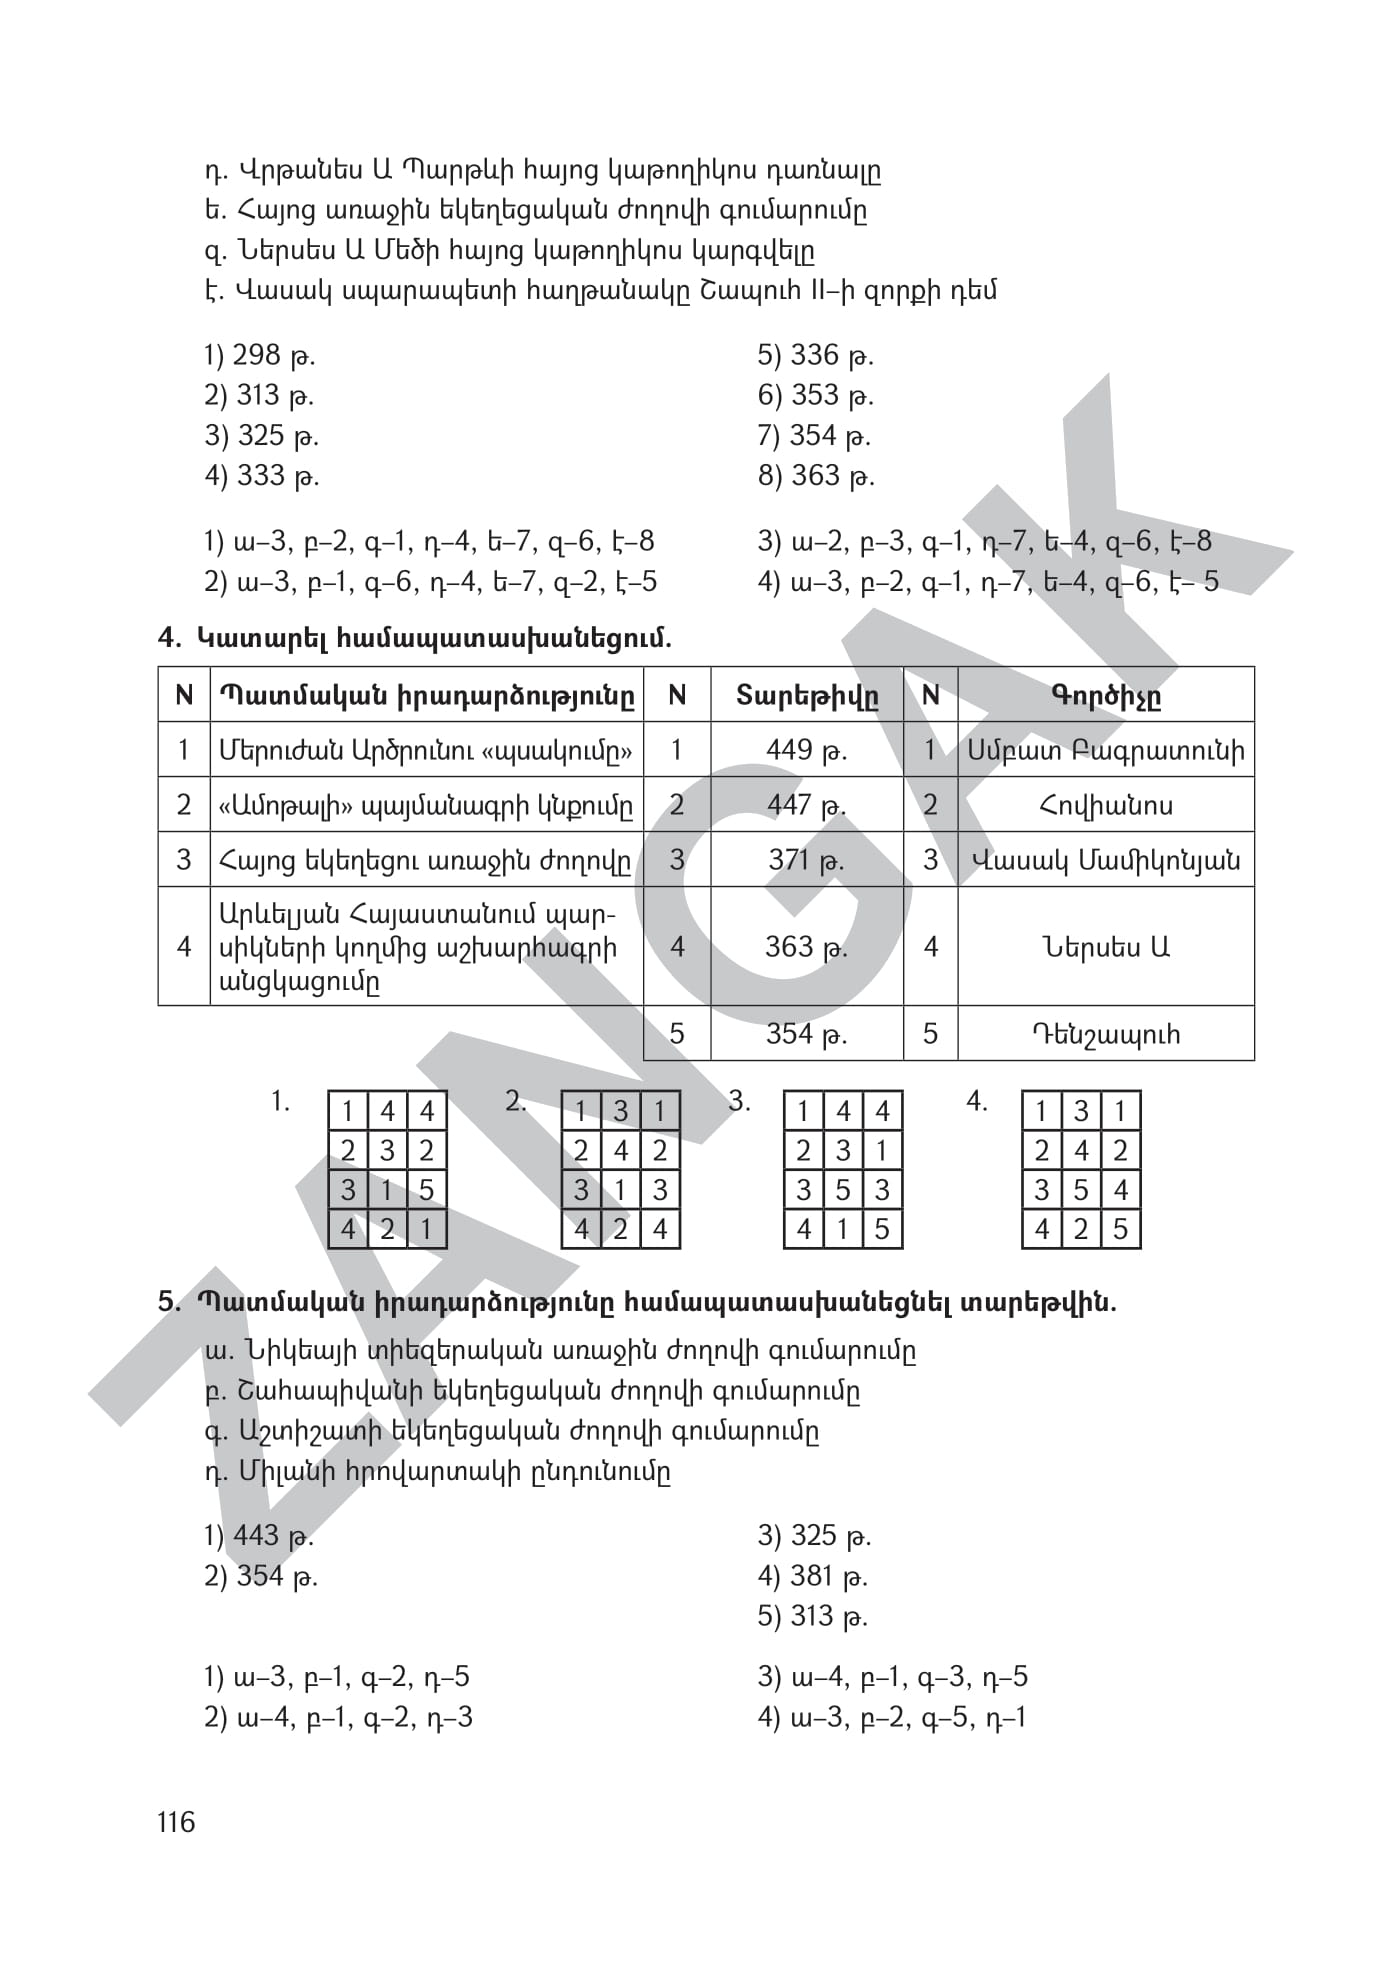 դ. Վրթանես Ա Պարթևի հայոց կաթողիկոս դառնալը
ե. Հայոց առաջին եկեղեցական ժողովի գումարումը
զ. Ներսես Ա Մեծի հայոց կաթողիկոս կարգվելը
է. Վասակ սպարապետի հաղթանակը Շապուհ II–ի զորքի դեմ
1) 298 թ.
2) 313 թ.
3) 325 թ.
4) 333 թ.
5) 336 թ.
6) 353 թ.
7) 354 թ.
8) 363 թ.
1) ա–3, բ–2, գ–1, դ–4, ե–7, զ–6, է–8
2) ա–3, բ–1, գ–6, դ–4, ե–7, զ–2, է–5
3) ա–2, բ–3, գ–1, դ–7, ե–4, զ–6, է–8
4) ա–3, բ–2, գ–1, դ–7, ե–4, զ–6, է– 5
4. Կատարել համապատասխանեցում.
N Պատմական իրադարձությունը N Տարեթիվը N Գործիչը
1 Մերուժան Արծրունու «պսակումը» 1 449 թ. 1 Սմբատ Բագրատունի
2 «Ամոթալի» պայմանագրի կնքումը 2 447 թ. 2 Հովիանոս
3 Հայոց եկեղեցու առաջին ժողովը 3 371 թ. 3 Վասակ Մամիկոնյան
4 Արևելյան Հայաստանում պար-
սիկների կողմից աշխարհագրի
անցկացումը
4 363 թ. 4 Ներսես Ա
5 354 թ. 5 Դենշապուհ
1.
1 4 4
2 3 2
3 1 5
4 2 1
2.
1 3 1
2 4 2
3 1 3
4 2 4
3.
1 4 4
2 3 1
3 5 3
4 1 5
4.
1 3 1
2 4 2
3 5 4
4 2 5
5. Պատմական իրադարձությունը համապատասխանեցնել տարեթվին.
ա. Նիկեայի տիեզերական առաջին ժողովի գումարումը
բ. Շահապիվանի եկեղեցական ժողովի գումարումը
գ. Աշտիշատի եկեղեցական ժողովի գումարումը
դ. Միլանի հրովարտակի ընդունումը
1) 443 թ.
2) 354 թ.
3) 325 թ.
4) 381 թ.
5) 313 թ.
1) ա–3, բ–1, գ–2, դ–5
2) ա–4, բ–1, գ–2, դ–3
3) ա–4, բ–1, գ–3, դ–5
4) ա–3, բ–2, գ–5, դ–1
116
ZANGAK